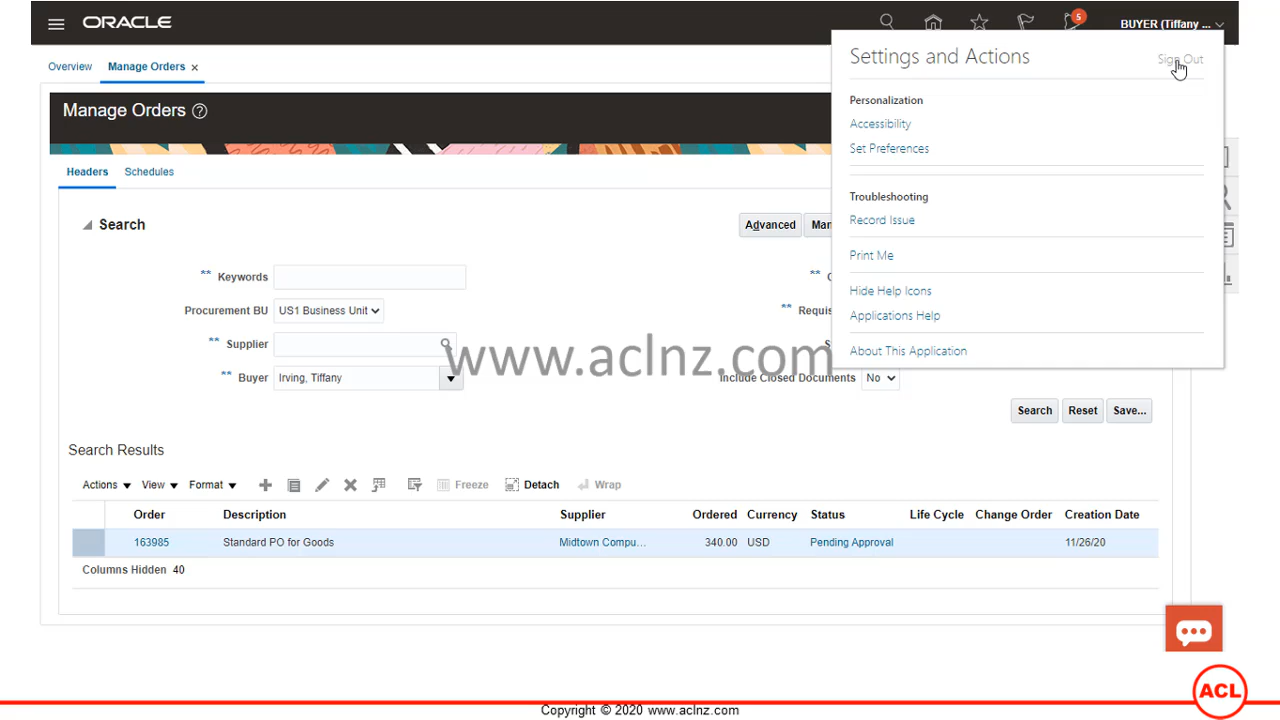 ORACLE
5
BUYER (Tiffany ...
Overview
Manage Orders ×
Settings and Actions
Sign Out
Personalization
Accessibility
Set Preferences
Troubleshooting
Record Issue
Print Me
Hide Help Icons
Applications Help
About This Application
Manage Orders ?
Headers
Schedules
Search
Advanced
Man
** Keywords
**
Procurement BU US1 Business Unit
** Requis
** Supplier
www.aclnz.com
** Buyer Irving, Tiffany
Include Closed Documents No
Search Reset Save...
Search Results
Actions View Format Freeze Detach Wrap
Order Description Supplier Ordered Currency Status Life Cycle Change Order Creation Date
163985 Standard PO for Goods Midtown Compu... 340.00 USD Pending Approval 11/26/20
Columns Hidden 40
ACL
Copyright © 2020 www.aclnz.com